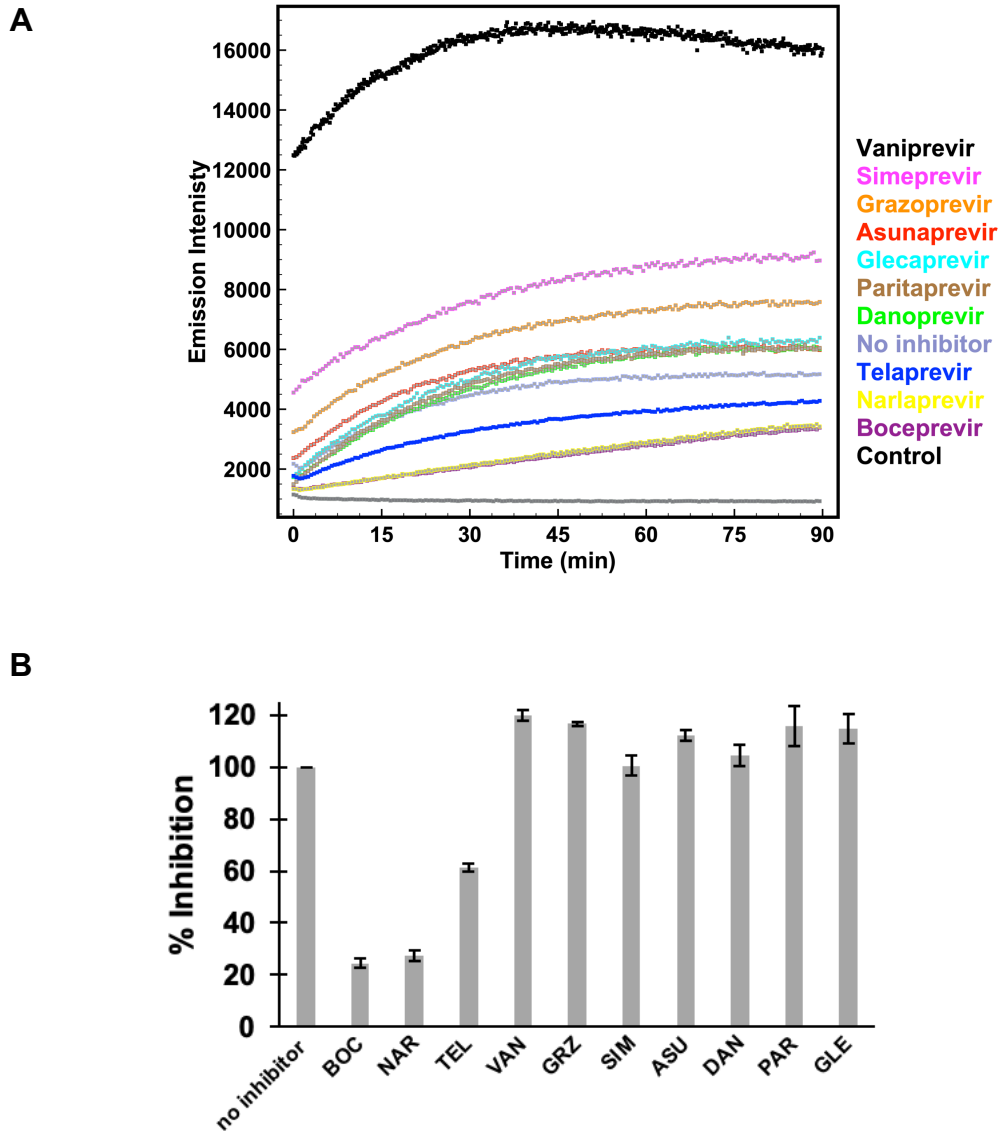 A
16000
14000
12000
10000
8000
6000
4000
2000
Emission Intenisty
0 15 30 45 60 75 90
Time (min)
Vaniprevir
Simeprevir
Grazoprevir
Asunaprevir
Glecaprevir
Paritaprevir
Danoprevir
No inhibitor
Telaprevir
Narlaprevir
Boceprevir
Control
B
120
100
80
60
40
20
0
% Inhibition
no inhibitor BOC NAR TEL VAN GRZ SIM ASU DAN PAR GLE